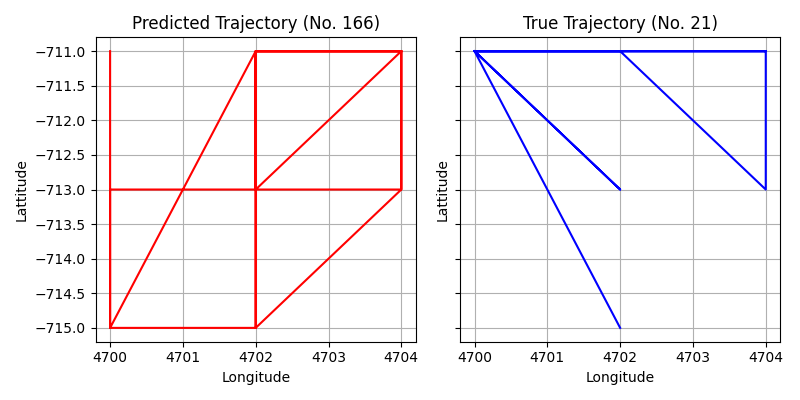 Predicted Trajectory (No. 166)
True Trajectory (No. 21)
−711.0
−711.5
−712.0
−712.5
−713.0
−713.5
−714.0
−714.5
−715.0
Lattitude
Lattitude
4700 4701 4702 4703 4704
4700 4701 4702 4703 4704
Longitude
Longitude